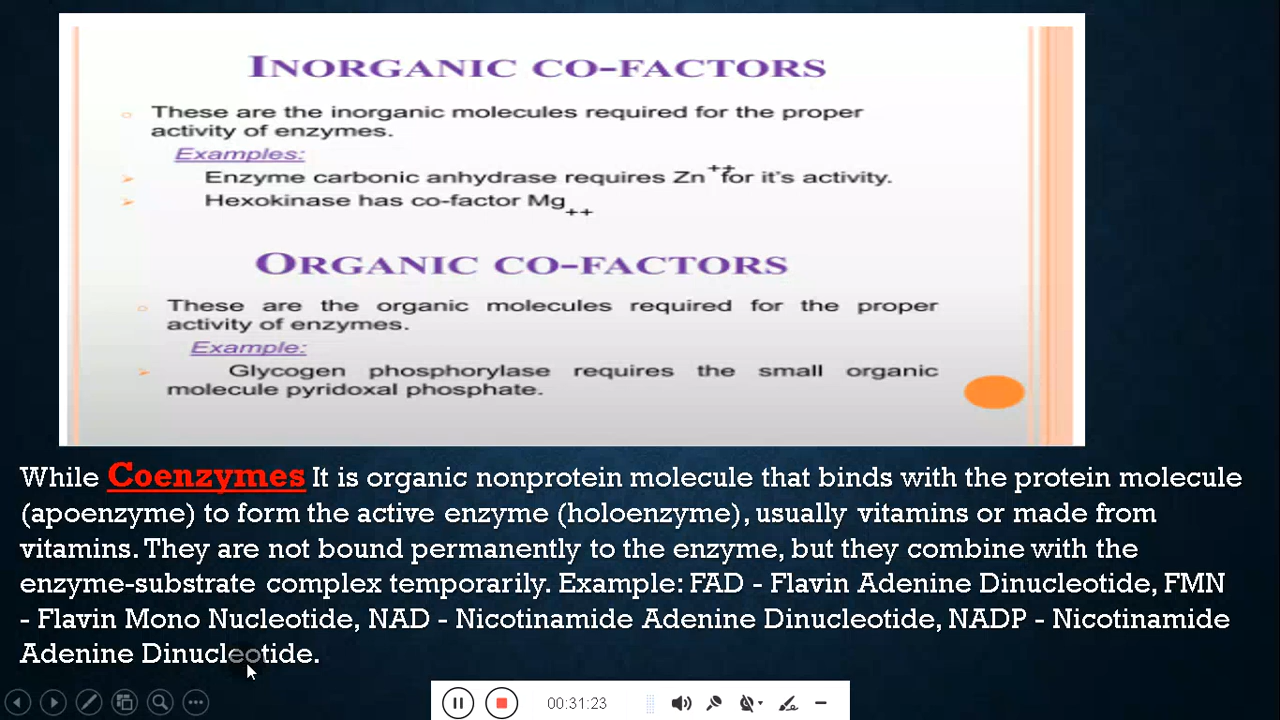 INORGANIC CO-FACTORS
These are the inorganic molecules required for the proper
activity of enzymes.
Examples:
Enzyme carbonic anhydrase requires Zn++ for it's activity.
Hexokinase has co-factor Mg++
ORGANIC CO-FACTORS
These are the organic molecules required for the proper
activity of enzymes.
Example:
Glycogen phosphorylase requires the small organic
molecule pyridoxal phosphate.
While Coenzymes It is organic nonprotein molecule that binds with the protein molecule
(apoenzyme) to form the active enzyme (holoenzyme), usually vitamins or made from
vitamins. They are not bound permanently to the enzyme, but they combine with the
enzyme-substrate complex temporarily. Example: FAD - Flavin Adenine Dinucleotide, FMN
- Flavin Mono Nucleotide, NAD - Nicotinamide Adenine Dinucleotide, NADP - Nicotinamide
Adenine Dinucleotide.
00:31:23